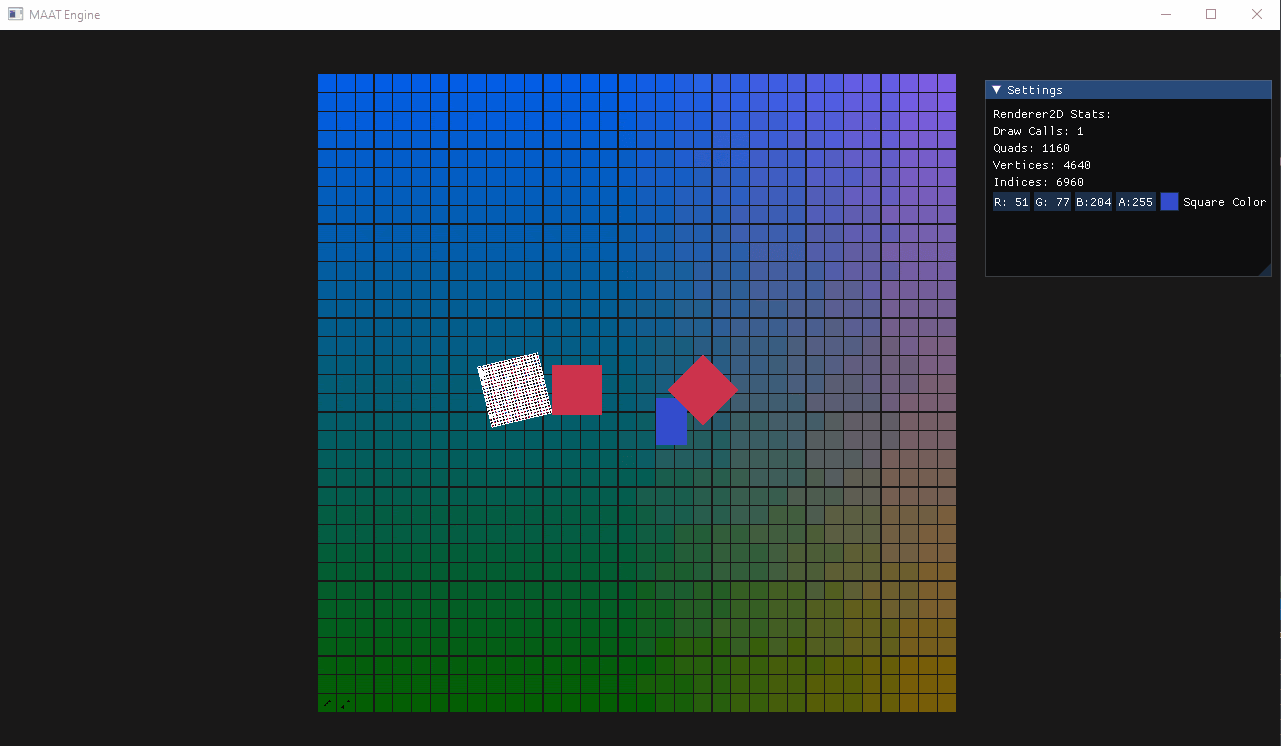 MAAT Engine
Settings
Renderer2D Stats:
Draw Calls: 1
Quads: 1160
Vertices: 4640
Indices: 6960
R: 51 G: 77 B:204 A:255 Square Color